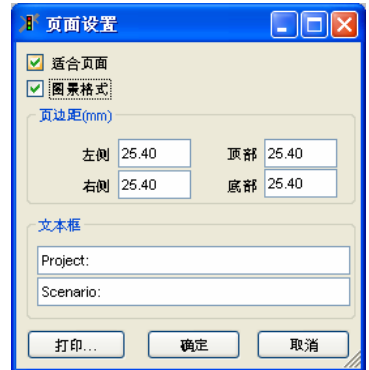 页面设置
适合页面
图景格式
页边距(mm)
左侧 25.40 顶部 25.40
右侧 25.40 底部 25.40
文本框
Project:
Scenario:
打印... 确定 取消